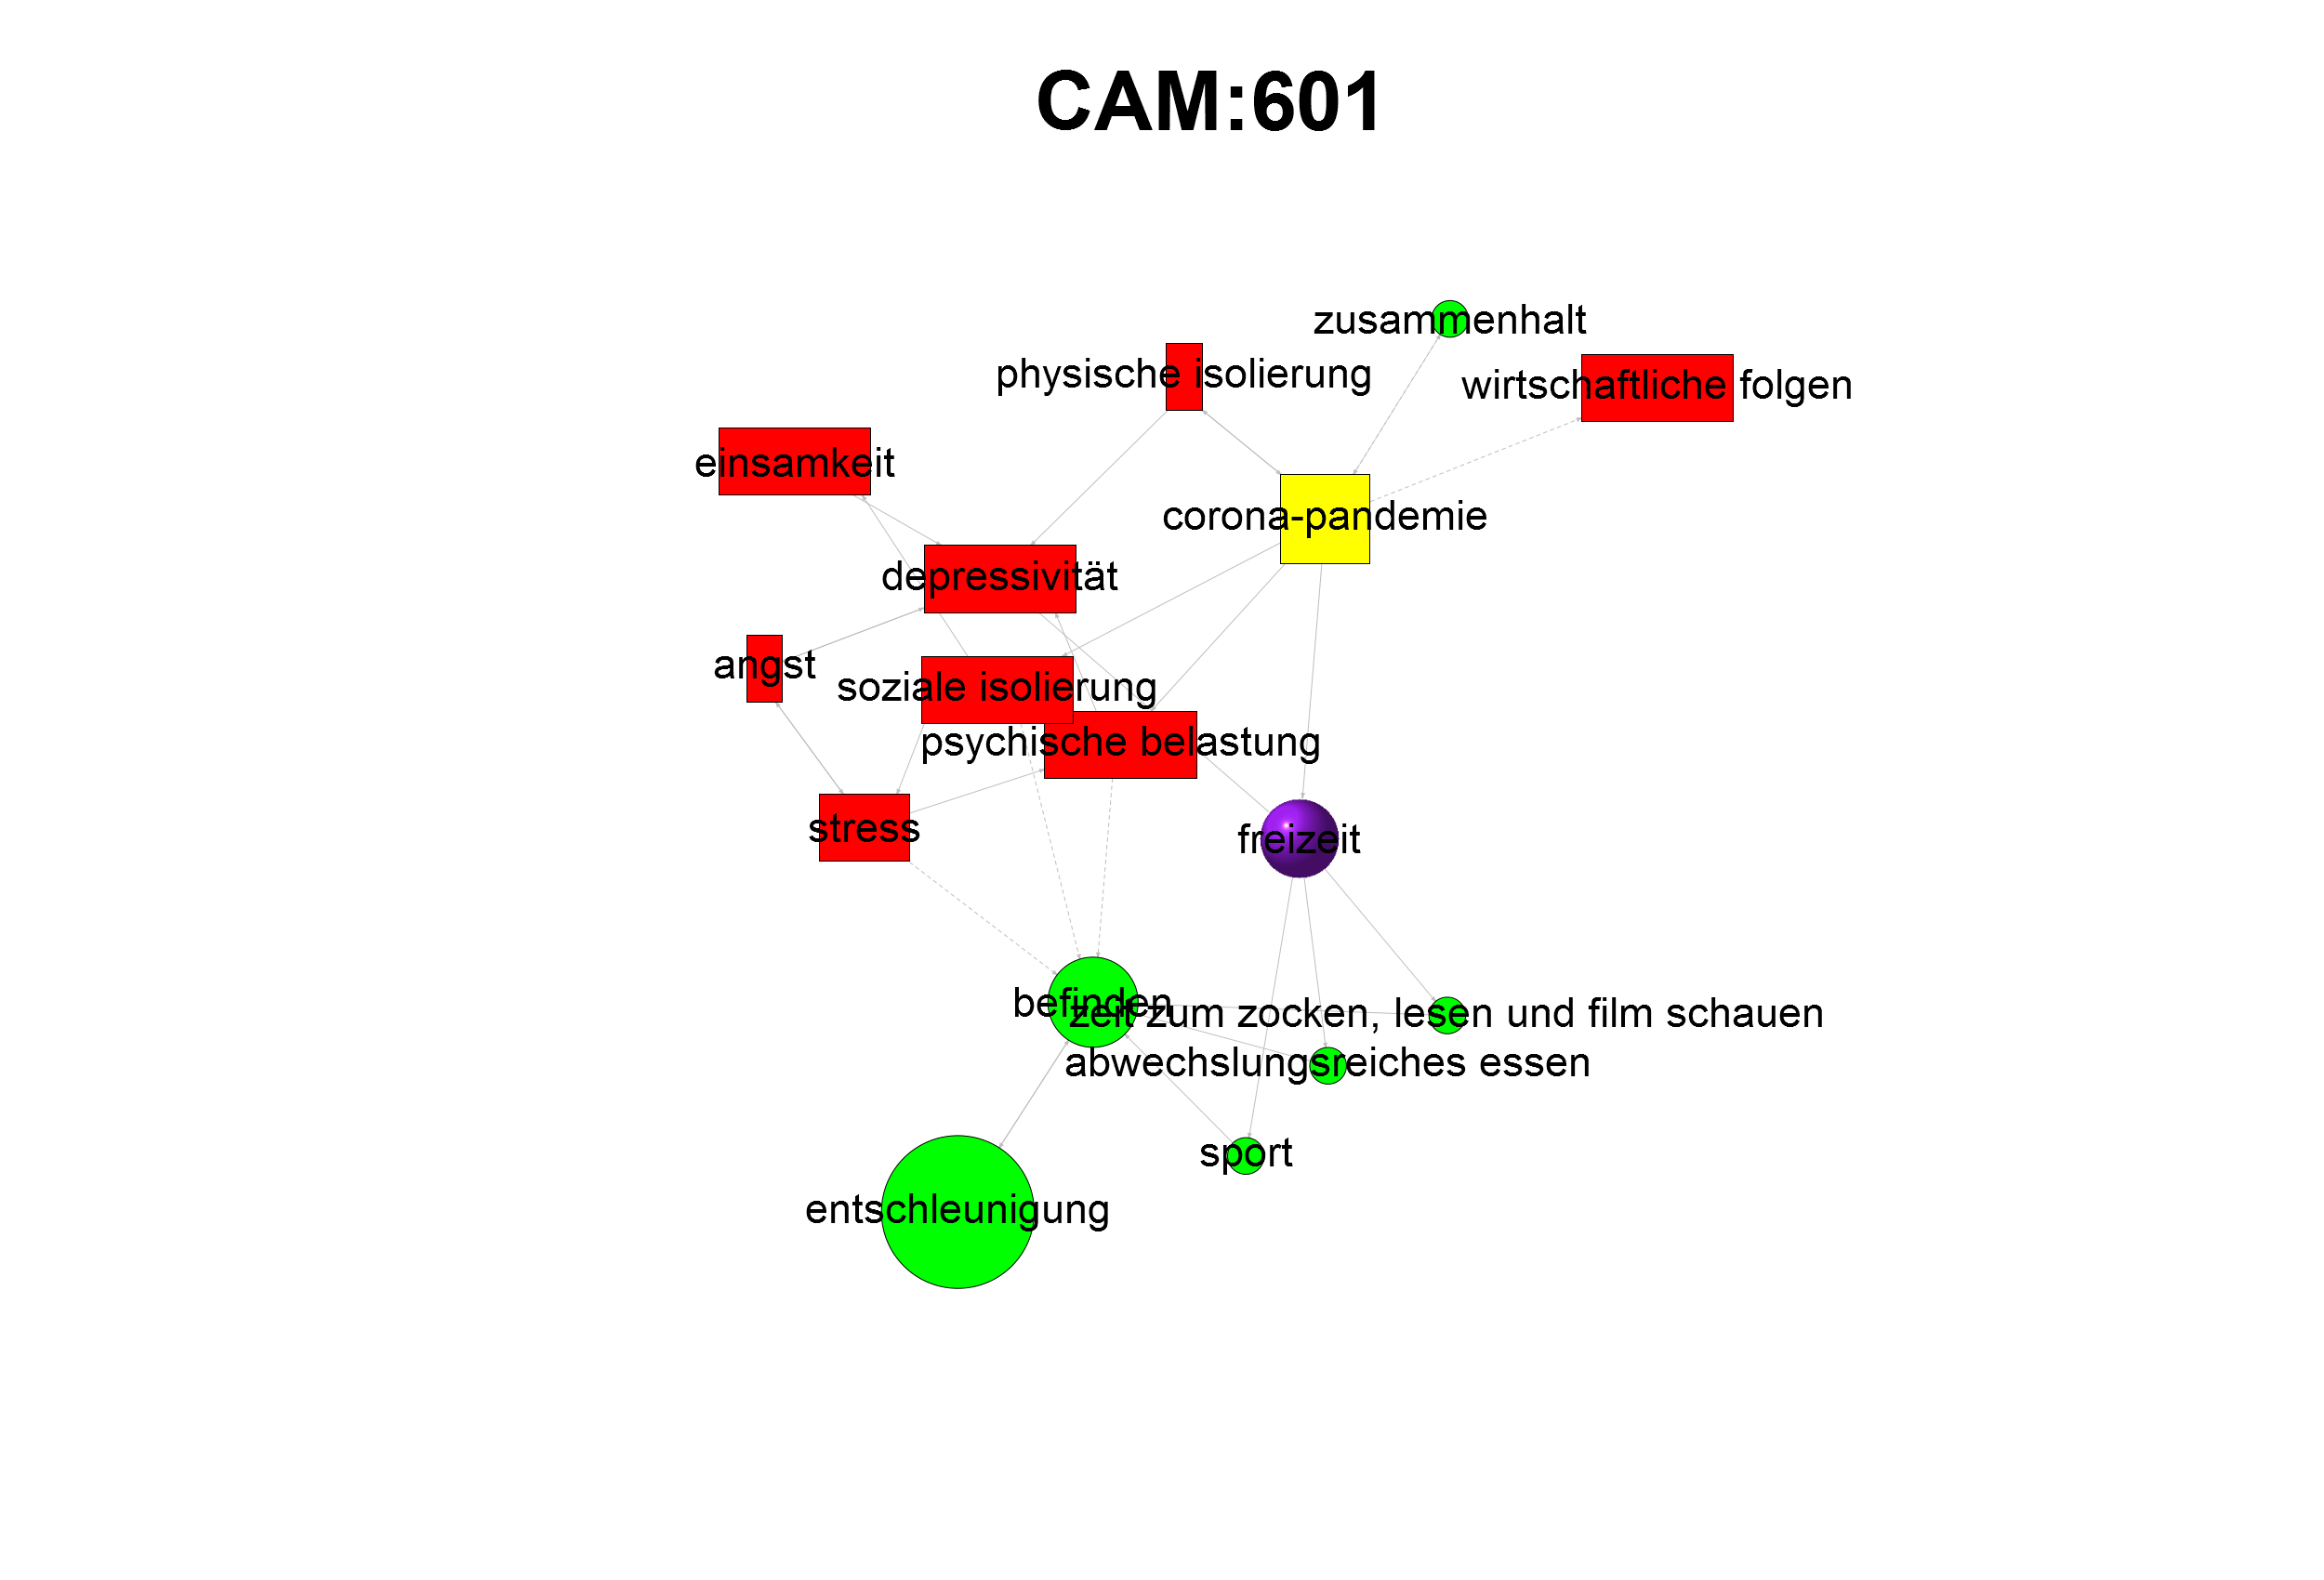 CAM:601
zusammenhalt
physische isolierung
wirtschaftliche folgen
einsamkeit
corona-pandemie
depressivität
angst
soziale isolierung
psychische belastung
stress
freizeit
befinden
zeit zum zocken, lesen und film schauen
abwechslungsreiches essen
sport
entschleunigung